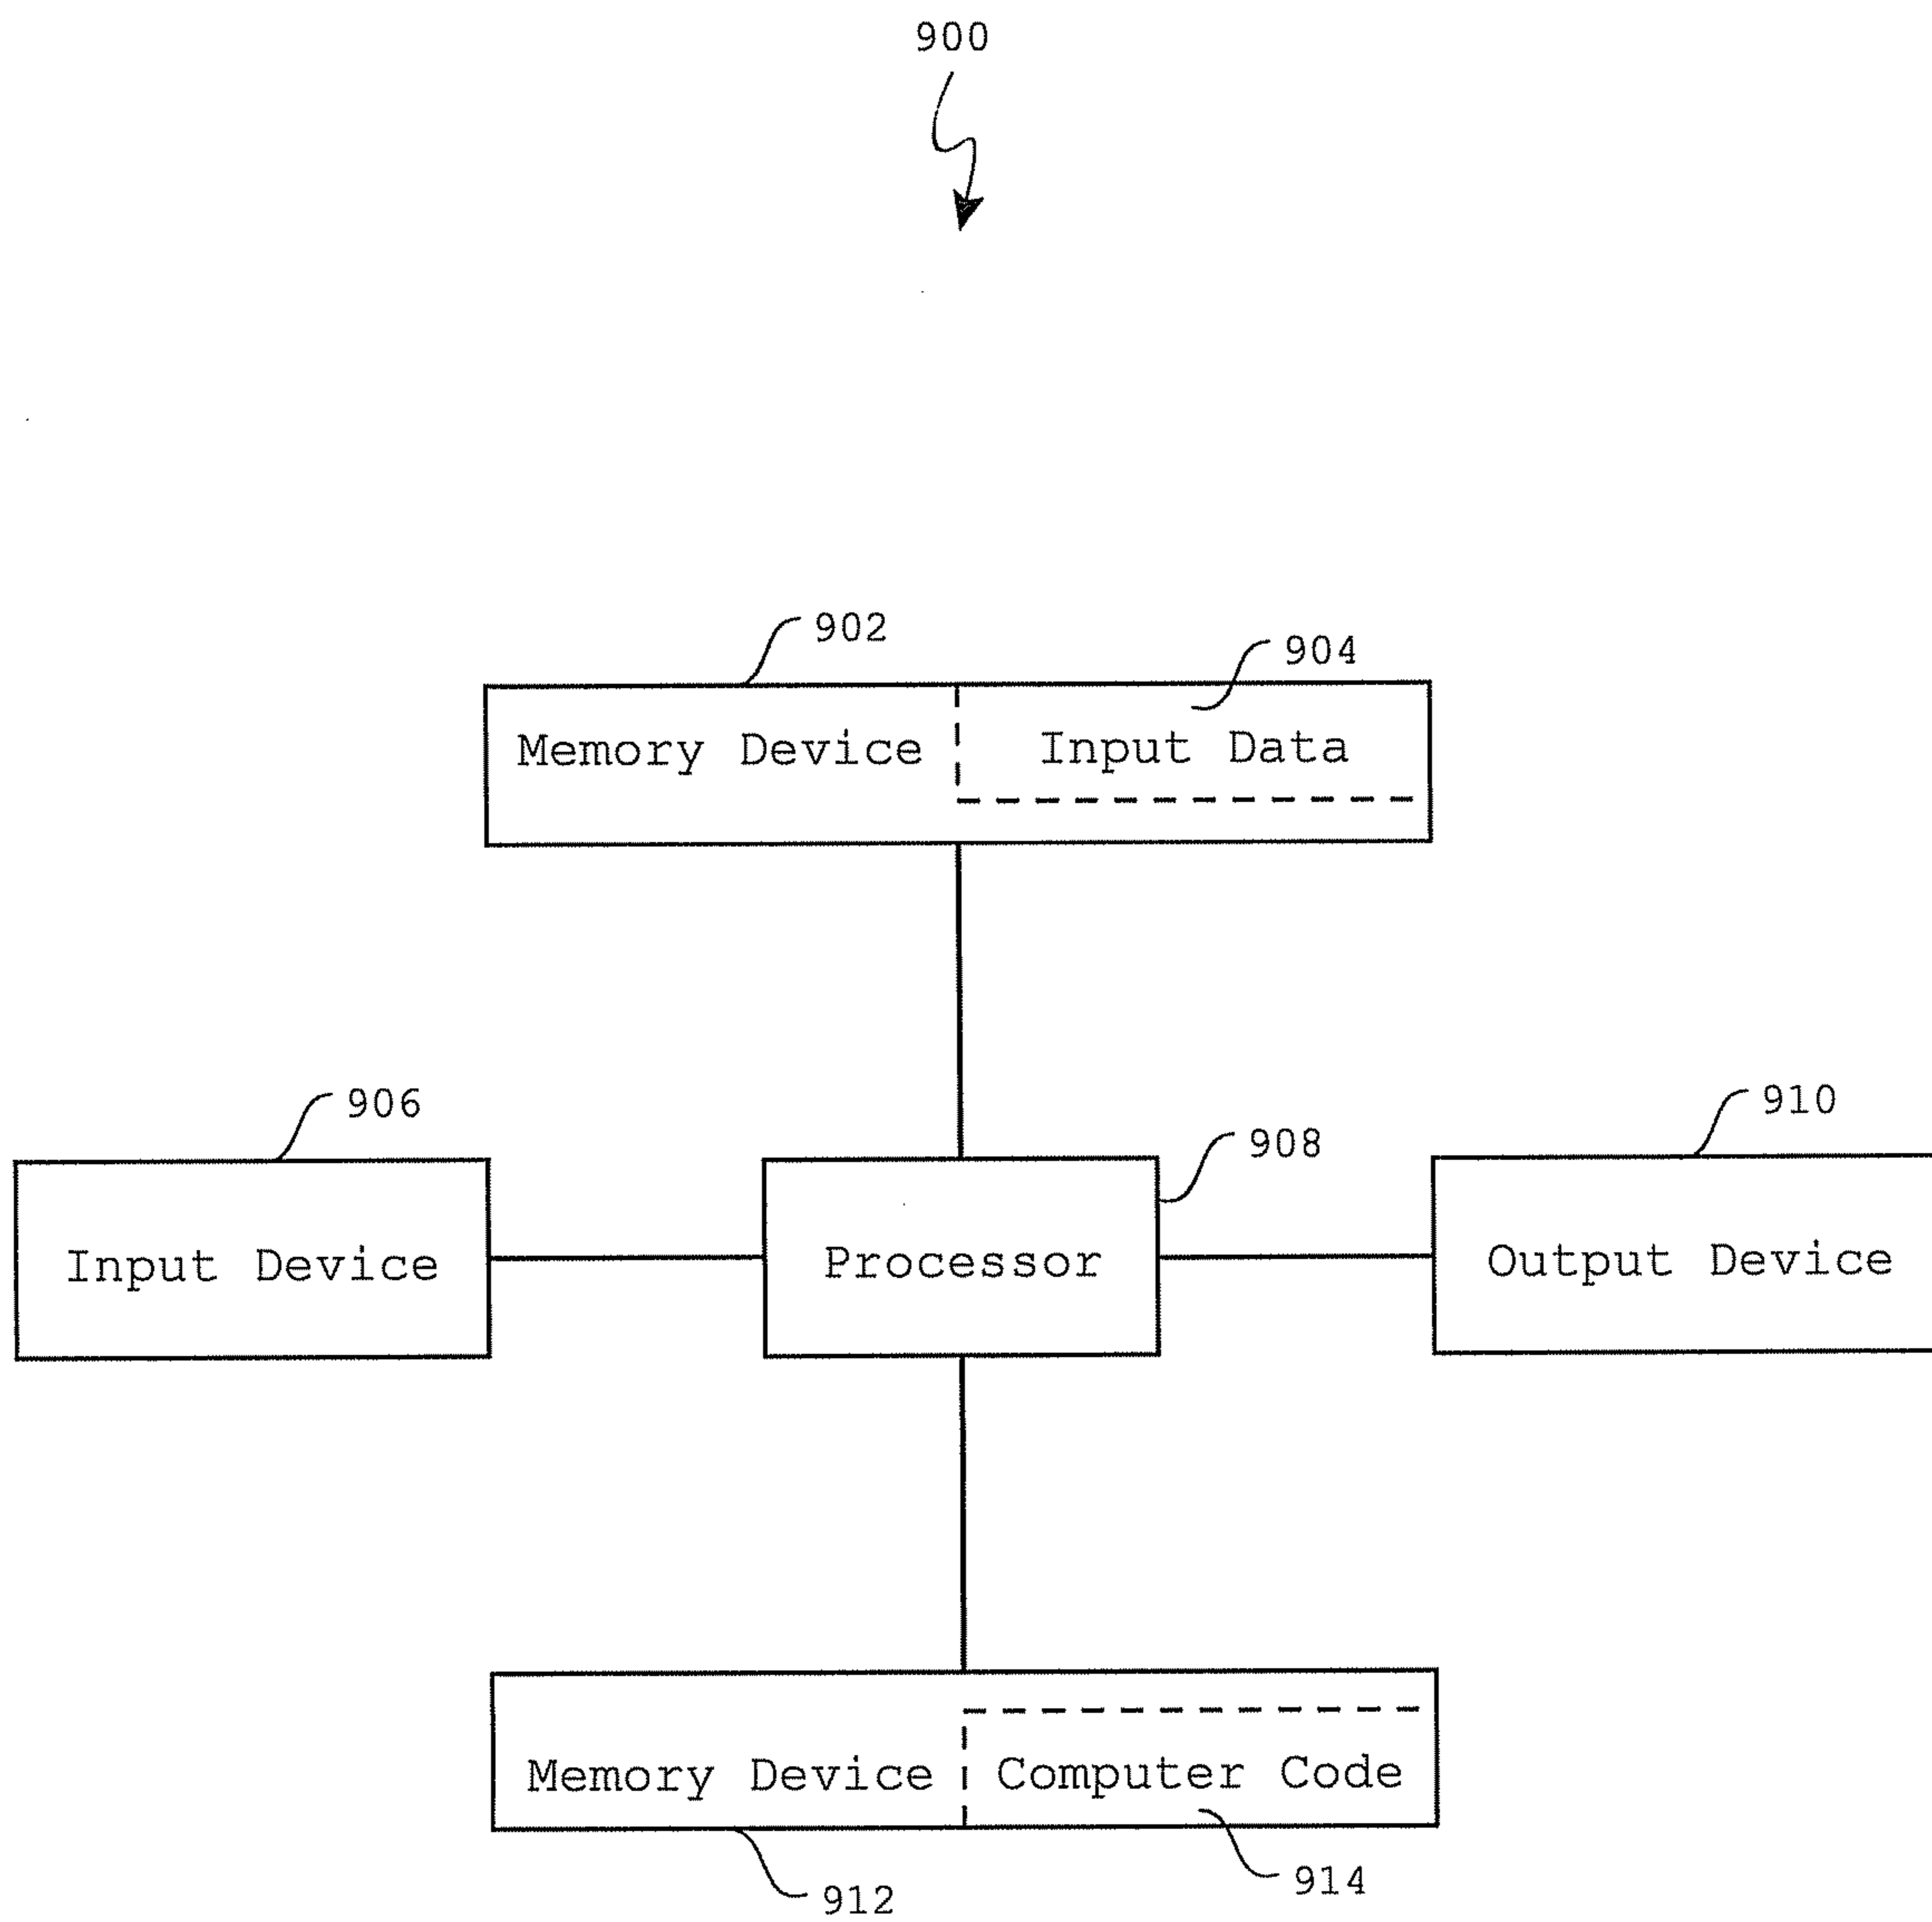 900
902
904
Memory Device
Input Data
906
908
910
Input Device
Processor
Output Device
Memory Device
Computer Code
912
914